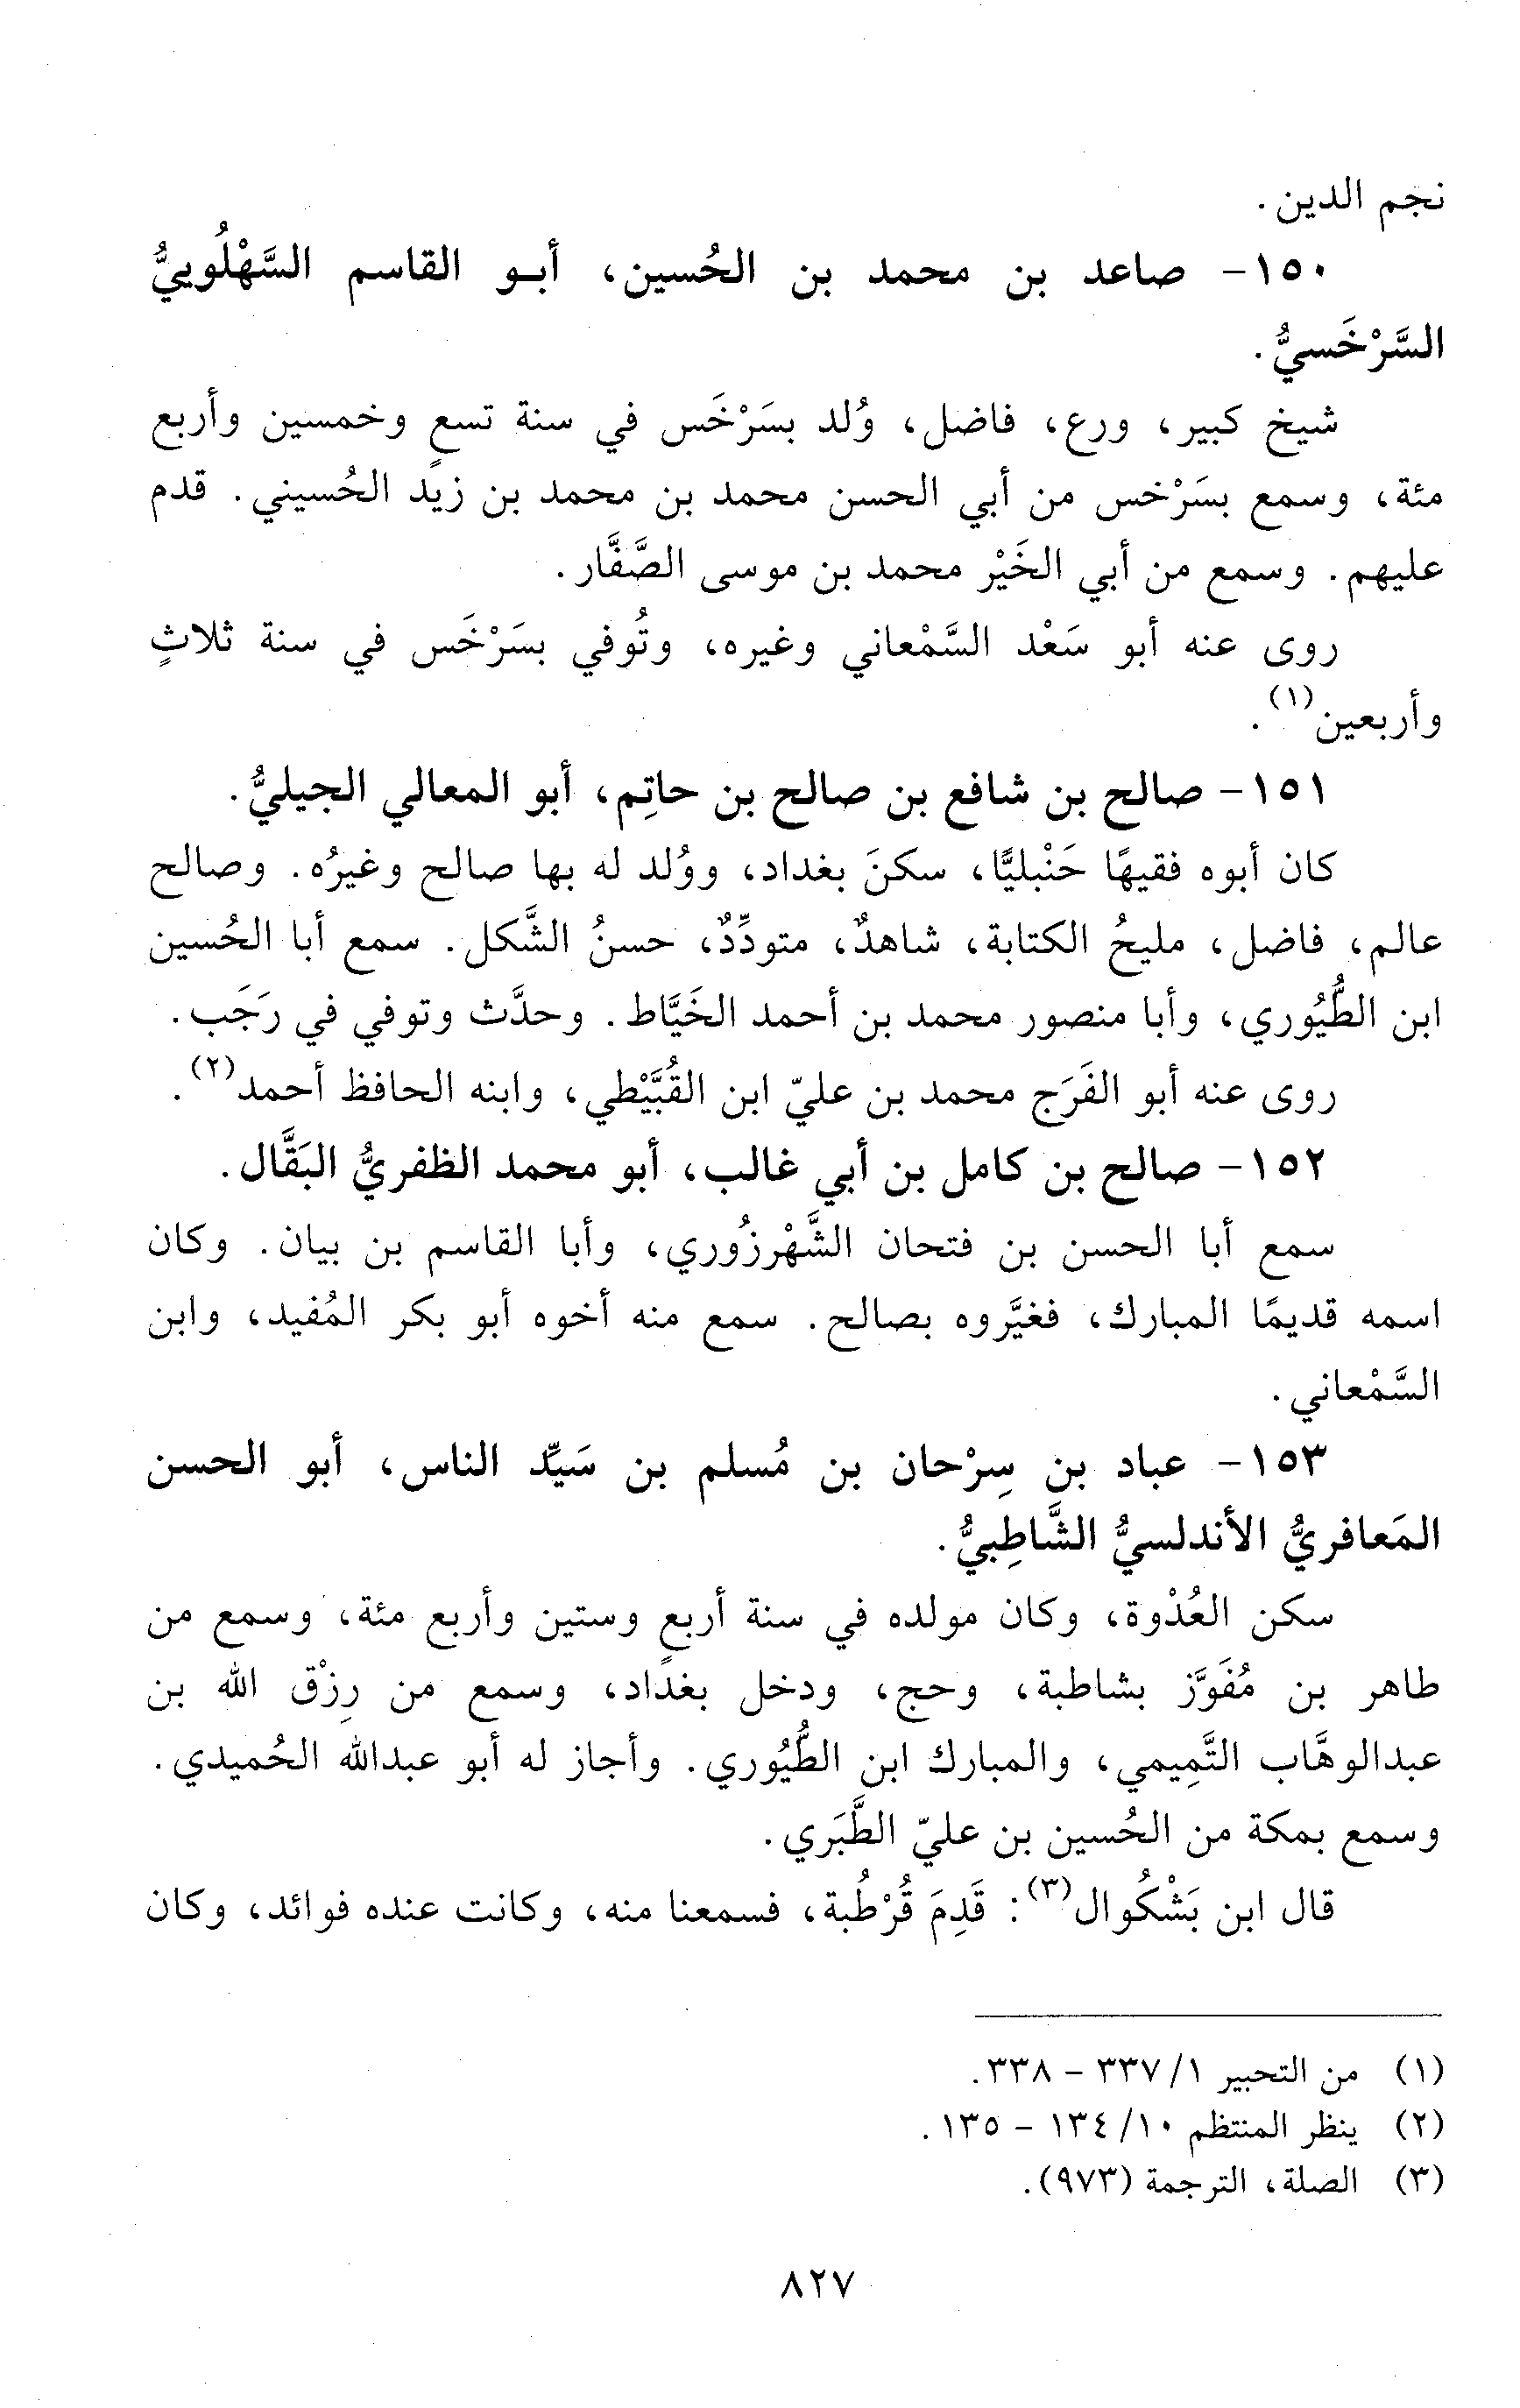 نجم الدين.
١٥٠- صاعد بن محمد بن الحُسين، أبو القاسم السَّهْلُوييُّ
السَّرْخَسيُّ.
شيخ كبير، ورع، فاضل، وُلد بسَرْخَس في سنة تسعٍ وخمسين وأربع
مئة، وسمع بسَرْخس من أبي الحسن محمد بن محمد بن زيد الحُسيني. قدم
عليهم. وسمع من أبي الخَيْر محمد بن موسى الصَّفَّار.
روى عنه أبو سَعْد السَّمْعاني وغيره، وتُوفي بسَرْخَس في سنة ثلاثٍ
وأربعين(١).
١٥١- صالح بن شافع بن صالح بن حاتِم، أبو المعالي الجيليُّ.
كان أبوه فقيهًا حَنْبليًّا، سكنَ بغداد، ووُلد له بها صالح وغيرُه. وصالح
عالم، فاضل، مليحُ الكتابة، شاهدٌ، متودِّدٌ، حسنُ الشَّكل. سمع أبا الحُسين
ابن الطُّيُوري، وأبا منصور محمد بن أحمد الخَيَّاط. وحدَّث وتوفي في رَجَب.
روى عنه أبو الفَرَج محمد بن عليّ ابن القُبَّيْطي، وابنه الحافظ أحمد(٢).
١٥٢- صالح بن كامل بن أبي غالب، أبو محمد الظفريُّ البَقَّال.
سمع أبا الحسن بن فتحان الشَّهْرزُوري، وأبا القاسم بن بيان. وكان
اسمه قديمًا المبارك، فغيَّروه بصالح. سمع منه أخوه أبو بكر المُفيد، وابن
السَّمْعاني.
١٥٣- عباد بن سِرْحان بن مُسلم بن سَيِّد الناس، أبو الحسن
المَعافريُّ الأندلسيُّ الشَّاطِبيُّ.
سكن العُدْوة، وكان مولده في سنة أربعٍ وستين وأربع مئة، وسمع من
طاهر بن مُفَوَّز بشاطبة، وحج، ودخل بغداد، وسمع من رِزْق الله بن
عبدالوهَّاب التَّمِيمي، والمبارك ابن الطُّيُوري. وأجاز له أبو عبدالله الحُميدي.
وسمع بمكة من الحُسين بن عليّ الطَّبَري.
قال ابن بَشْكُوال(٣): قَدِمَ قُرْطُبة، فسمعنا منه، وكانت عنده فوائد، وكان
(١) من التحبير ١/ ٣٣٧ - ٣٣٨.
(٢) ينظر المنتظم ١٠/ ١٣٤ - ١٣٥.
(٣) الصلة، الترجمة (٩٧٣).
٨٢٧